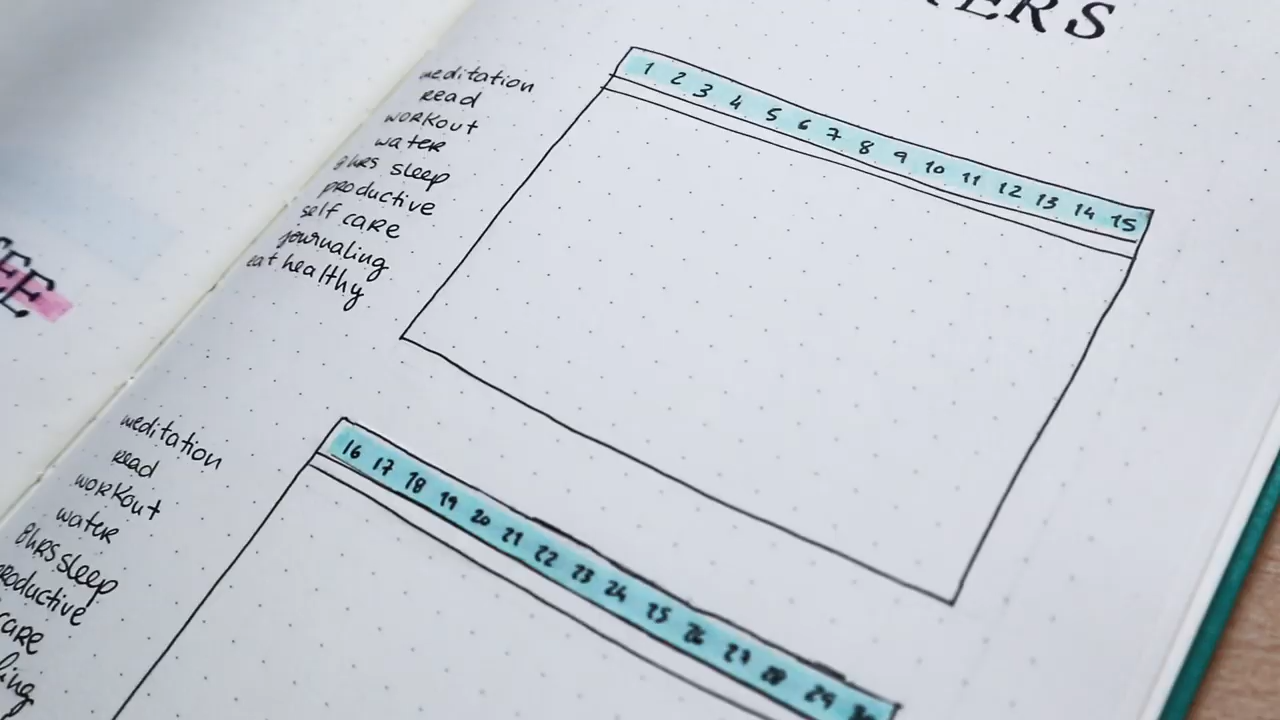 meditation
read
workout
water
8hrs sleep
productive
self care
journaling
eat healthy
1 2 3 4 5 6 7 8 9 10 11 12 13 14 15
meditation
read
workout
water
8hrs sleep
productive
care
16 17 18 19 20 21 22 23 24 25 26 27 28 29 30